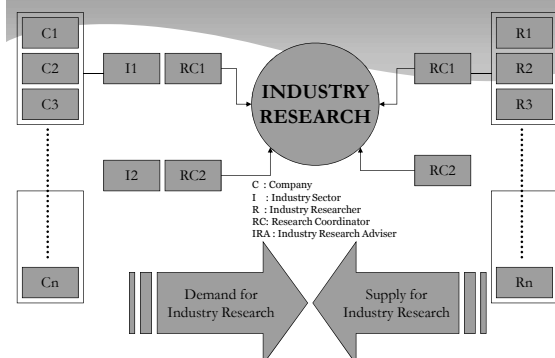 C1
C2
C3
Cn
I1
RC1
I2
RC2
INDUSTRY
RESEARCH
RC1
RC2
R1
R2
R3
Rn
C : Company
I : Industry Sector
R : Industry Researcher
RC: Research Coordinator
IRA : Industry Research Adviser
Demand for
Industry Research
Supply for
Industry Research